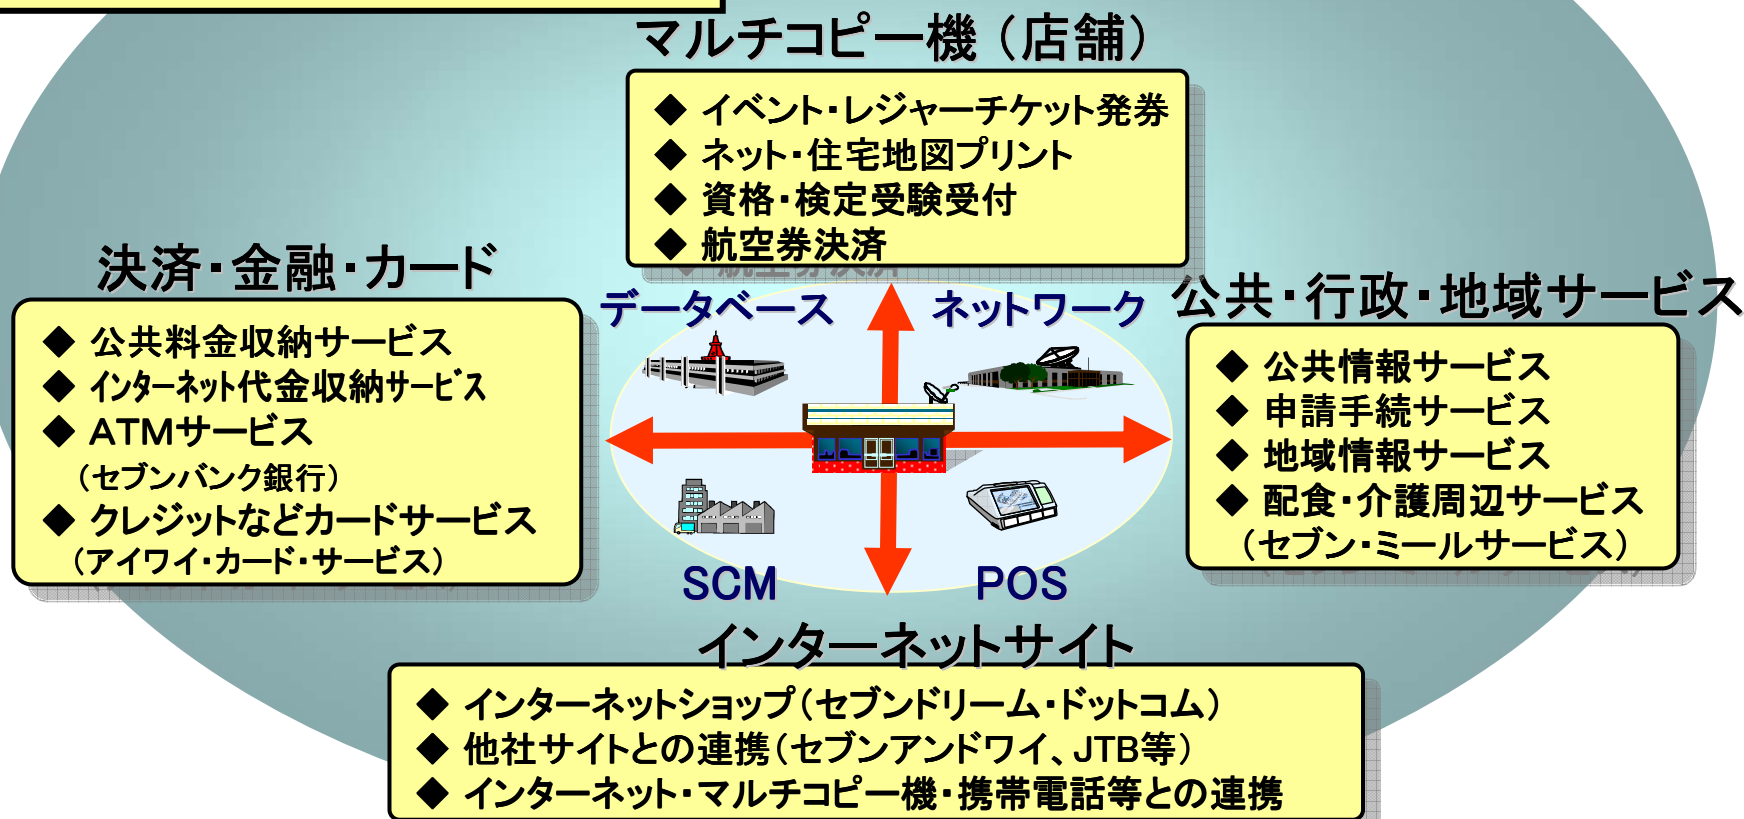 マルチコピー機（店舗）
◆ イベント・レジャーチケット発券
◆ ネット・住宅地図プリント
◆ 資格・検定受験受付
◆ 航空券決済
決済・金融・カード
◆ 公共料金収納サービス
◆ インターネット代金収納サービス
◆ ATMサービス
（セブンバンク銀行）
◆ クレジットなどカードサービス
（アイワイ・カード・サービス）
データベース
ネットワーク
SCM
POS
公共・行政・地域サービス
◆ 公共情報サービス
◆ 申請手続サービス
◆ 地域情報サービス
◆ 配食・介護周辺サービス
（セブン・ミールサービス）
インターネットサイト
◆ インターネットショップ（セブンドリーム・ドットコム）
◆ 他社サイトとの連携（セブンアンドワイ、JTB等）
◆ インターネット・マルチコピー機・携帯電話等との連携